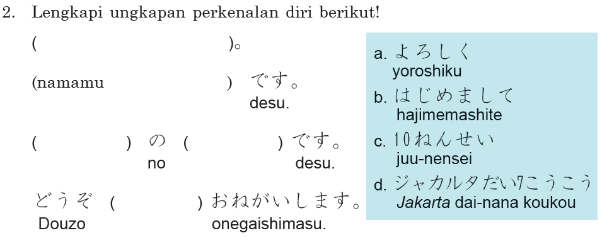 2. Lengkapi ungkapan perkenalan diri berikut!
( )。
(namamu ) です。
desu.
( ) の ( ) です。
no desu.
どうぞ ( ) おねがいします。
Douzo onegaishimasu.
a. よろしく
yoroshiku
b. はじめまして
hajimemashite
c. 10ねんせい
juu-nensei
d. ジャカルタだい7こうこう
Jakarta dai-nana koukou